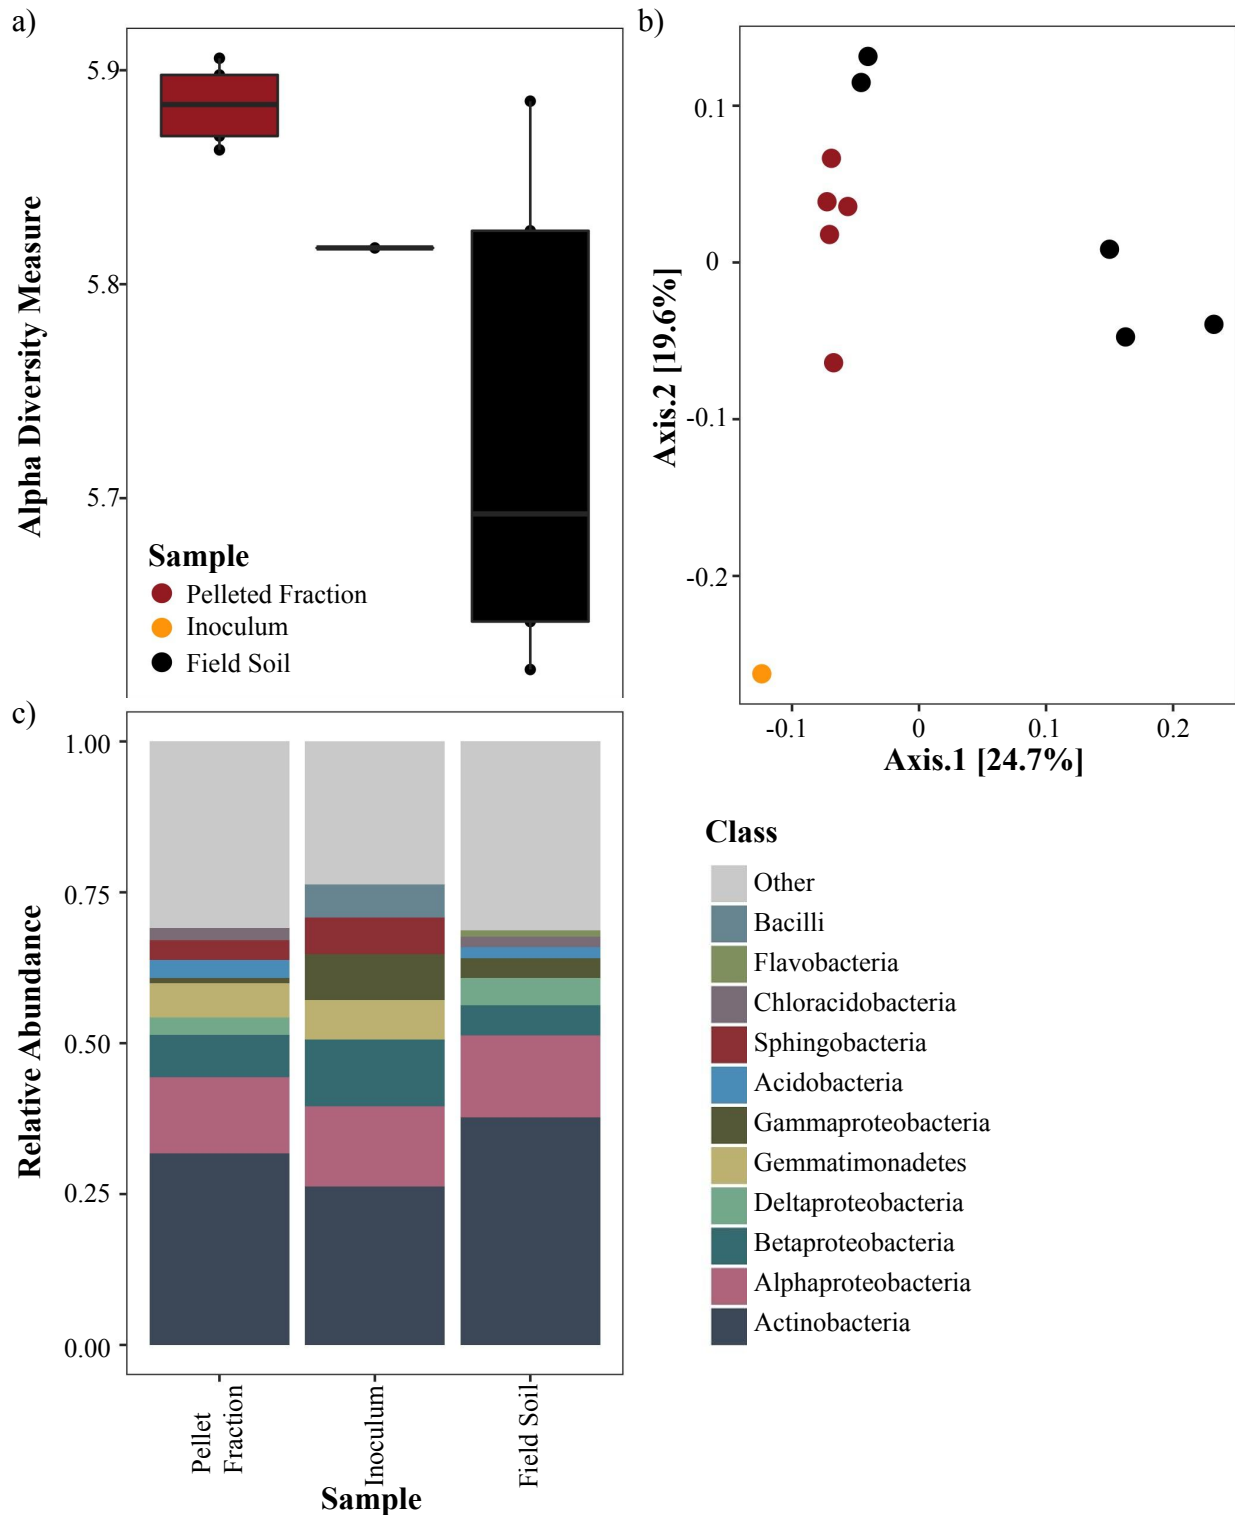 a)
5.9
5.8
5.7
Alpha Diversity Measure
Sample
Pelleted Fraction
Inoculum
Field Soil
b)
0.1
0
-0.1
-0.2
Axis.2 [19.6%]
-0.1
0
0.1
0.2
Axis.1 [24.7%]
c)
1.00
0.75
0.50
0.25
0.00
Relative Abundance
Pellet
Fraction
Inoculum
Field Soil
Sample
Class
Other
Bacilli
Flavobacteria
Chloracidobacteria
Sphingobacteria
Acidobacteria
Gammaproteobacteria
Gemmatimonadetes
Deltaproteobacteria
Betaproteobacteria
Alphaproteobacteria
Actinobacteria